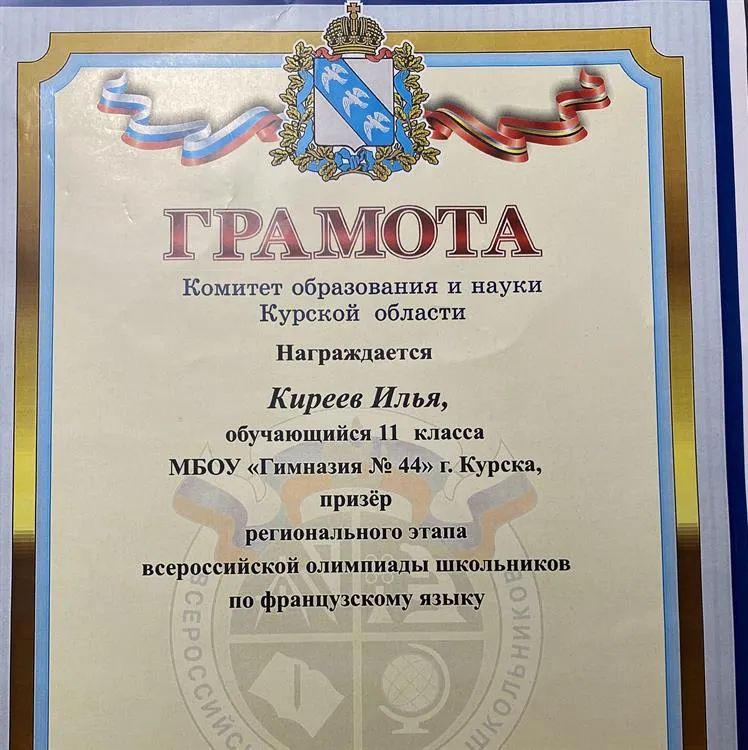 ГРАМОТА
Комитет образования и науки
Курской области
Награждается
Киреев Илья,
обучающийся 11 класса
МБОУ «Гимназия № 44» г. Курска,
призёр
регионального этапа
всероссийской олимпиады школьников
по французскому языку